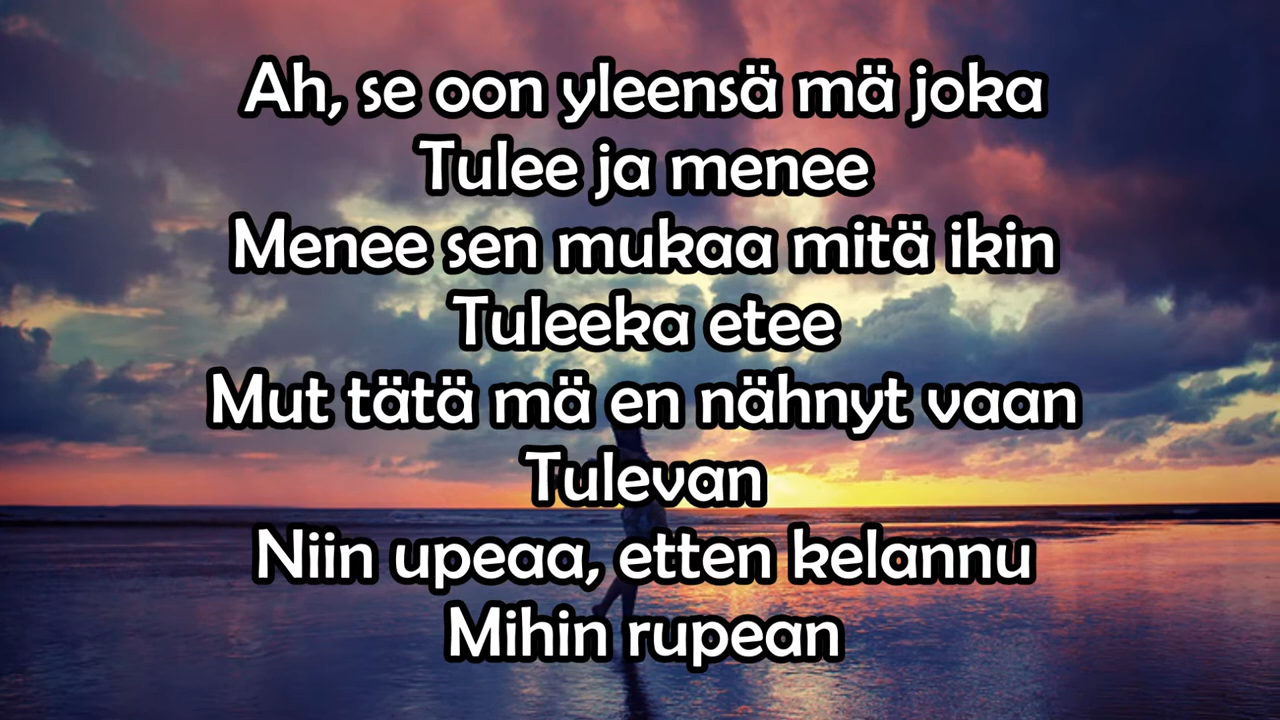 Ah, se oon yleensä mä joka
Tulee ja menee
Menee sen mukaa mitä ikin
Tuleeka etee
Mut tätä mä en nähnyt vaan
Tulevan
Niin upeaa, etten kelannu
Mihin rupean